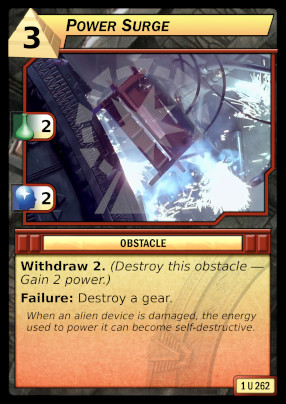 3
POWER SURGE
2
2
OBSTACLE
Withdraw 2. (Destroy this obstacle —
Gain 2 power.)
Failure: Destroy a gear.
When an alien device is damaged, the energy
used to power it can become self-destructive.
1 U 262